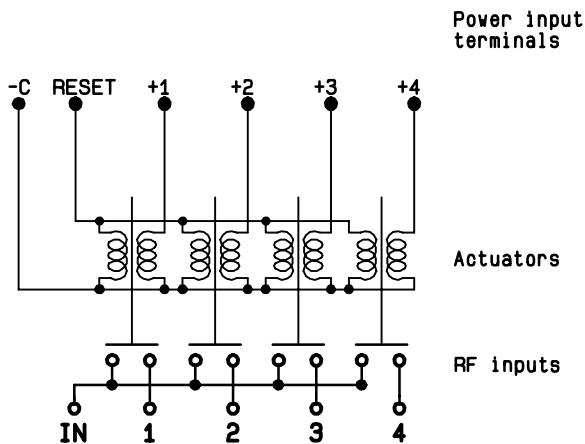 Power input
terminals
-C RESET +1 +2 +3 +4
Actuators
RF inputs
IN 1 2 3 4